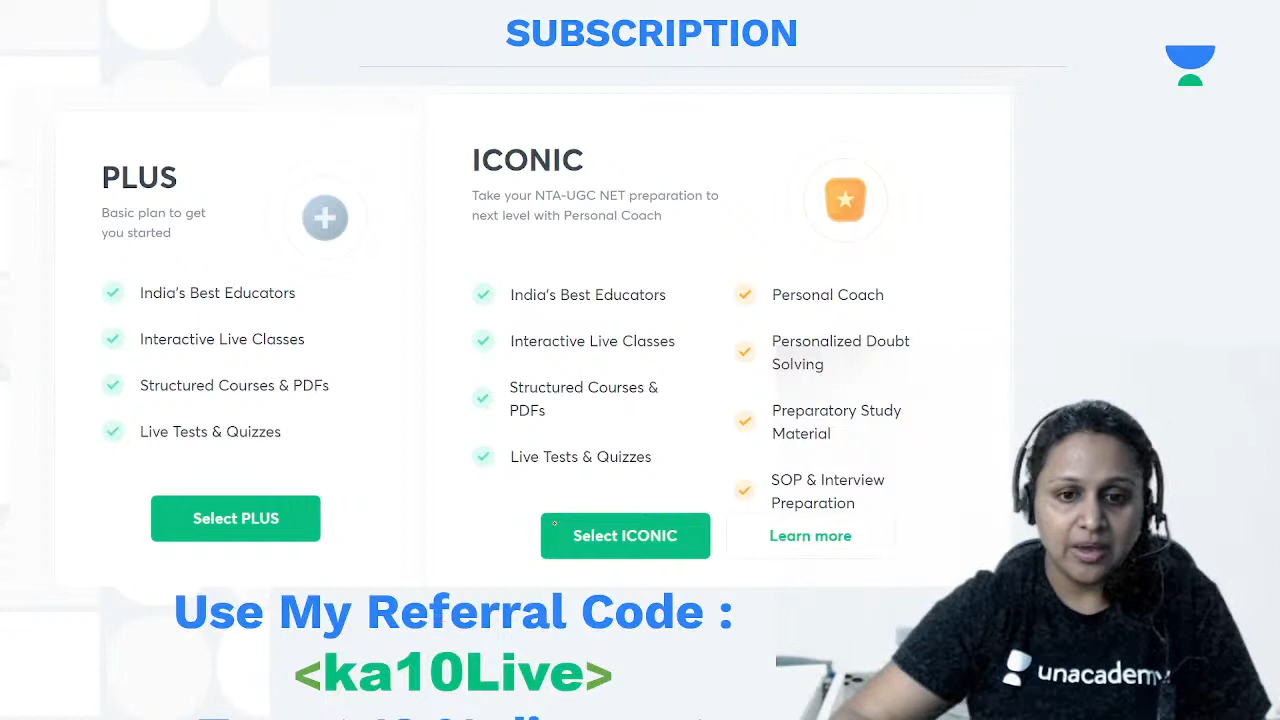 SUBSCRIPTION
PLUS
Basic plan to get
you started
India's Best Educators
Interactive Live Classes
Structured Courses & PDFs
Live Tests & Quizzes
Select PLUS
ICONIC
Take your NTA-UGC NET preparation to
next level with Personal Coach
India's Best Educators
Interactive Live Classes
Structured Courses &
PDFs
Live Tests & Quizzes
Personal Coach
Personalized Doubt
Solving
Preparatory Study
Material
SOP & Interview
Preparation
Select ICONIC
Learn more
Use My Referral Code :
<ka10Live>
unacademy